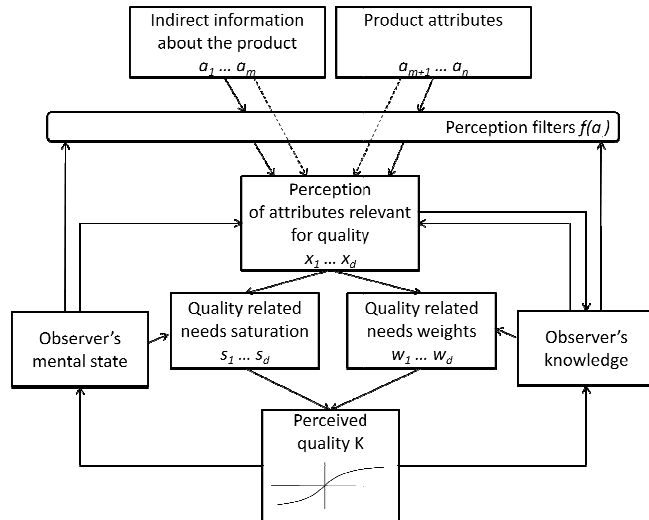 Indirect information
about the product
a1 ... am
Product attributes
am+1 ... an
Perception filters f(a)
Perception
of attributes relevant
for quality
x1 ... xd
Quality related
needs saturation
s1 ... sd
Quality related
needs weights
w1 ... wd
Observer's
mental state
Observer's
knowledge
Perceived
quality K